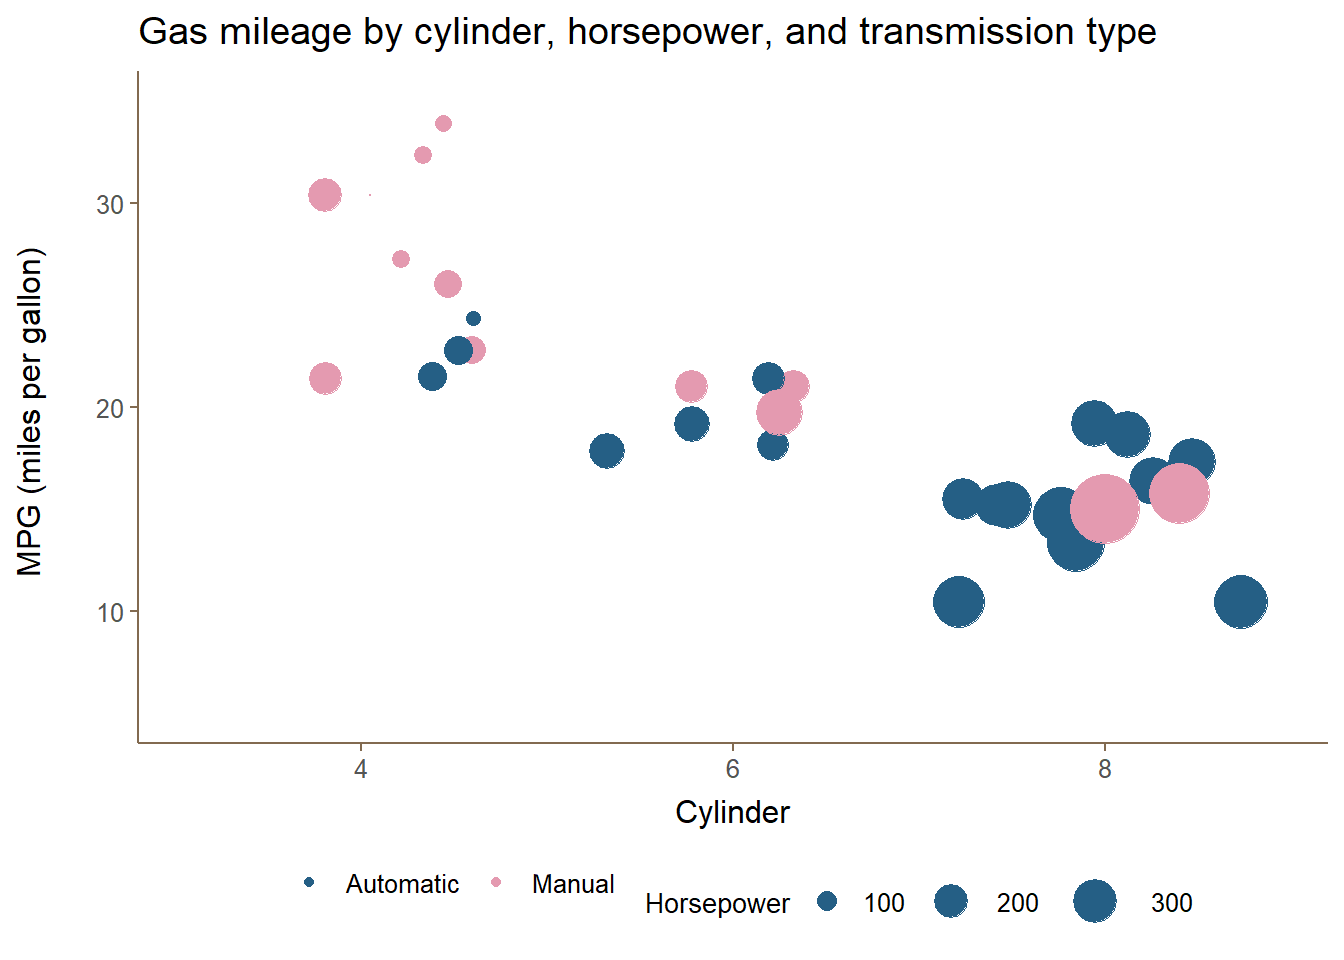 Gas mileage by cylinder, horsepower, and transmission type
MPG (miles per gallon)
30
20
10
4 6 8
Cylinder
Automatic Manual Horsepower 100 200 300